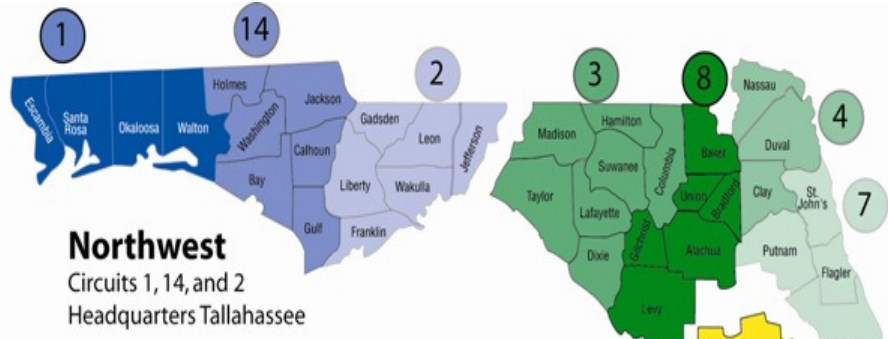 1
14
2
3
8
4
7
Escambia
Santa
Rosa
Okaloosa
Walton
Holmes
Washington
Jackson
Calhoun
Bay
Gulf
Gadsden
Liberty
Leon
Wakulla
Jefferson
Franklin
Madison
Hamilton
Taylor
Suwanee
Lafayette
Columbia
Dixie
Baker
Union
Bradford
Gilchrist
Alachua
Levy
Nassau
Duval
Clay
St.
John's
Putnam
Flagler
Northwest
Circuits 1, 14, and 2
Headquarters Tallahassee